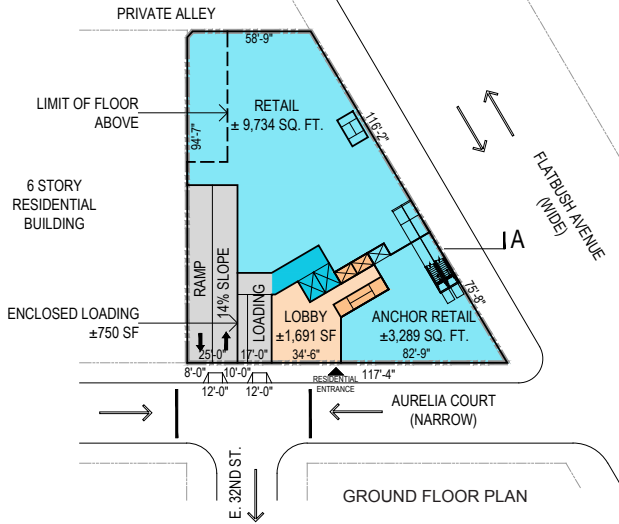 PRIVATE ALLEY
58'-9"
LIMIT OF FLOOR
ABOVE
RETAIL
± 9,734 SQ. FT.
116'-2"
94'-7"
6 STORY
RESIDENTIAL
BUILDING
FLATBUSH AVENUE
(WIDE)
A
75'-8"
RAMP
14% SLOPE
LOADING
ENCLOSED LOADING
±750 SF
LOBBY
±1,691 SF
34'-6"
ANCHOR RETAIL
±3,289 SQ. FT.
82'-9"
25'-0"
17'-0"
8'-0"
10'-0"
RESIDENTIAL
ENTRANCE
117'-4"
12'-0"
12'-0"
AURELIA COURT
(NARROW)
E. 32ND ST.
GROUND FLOOR PLAN